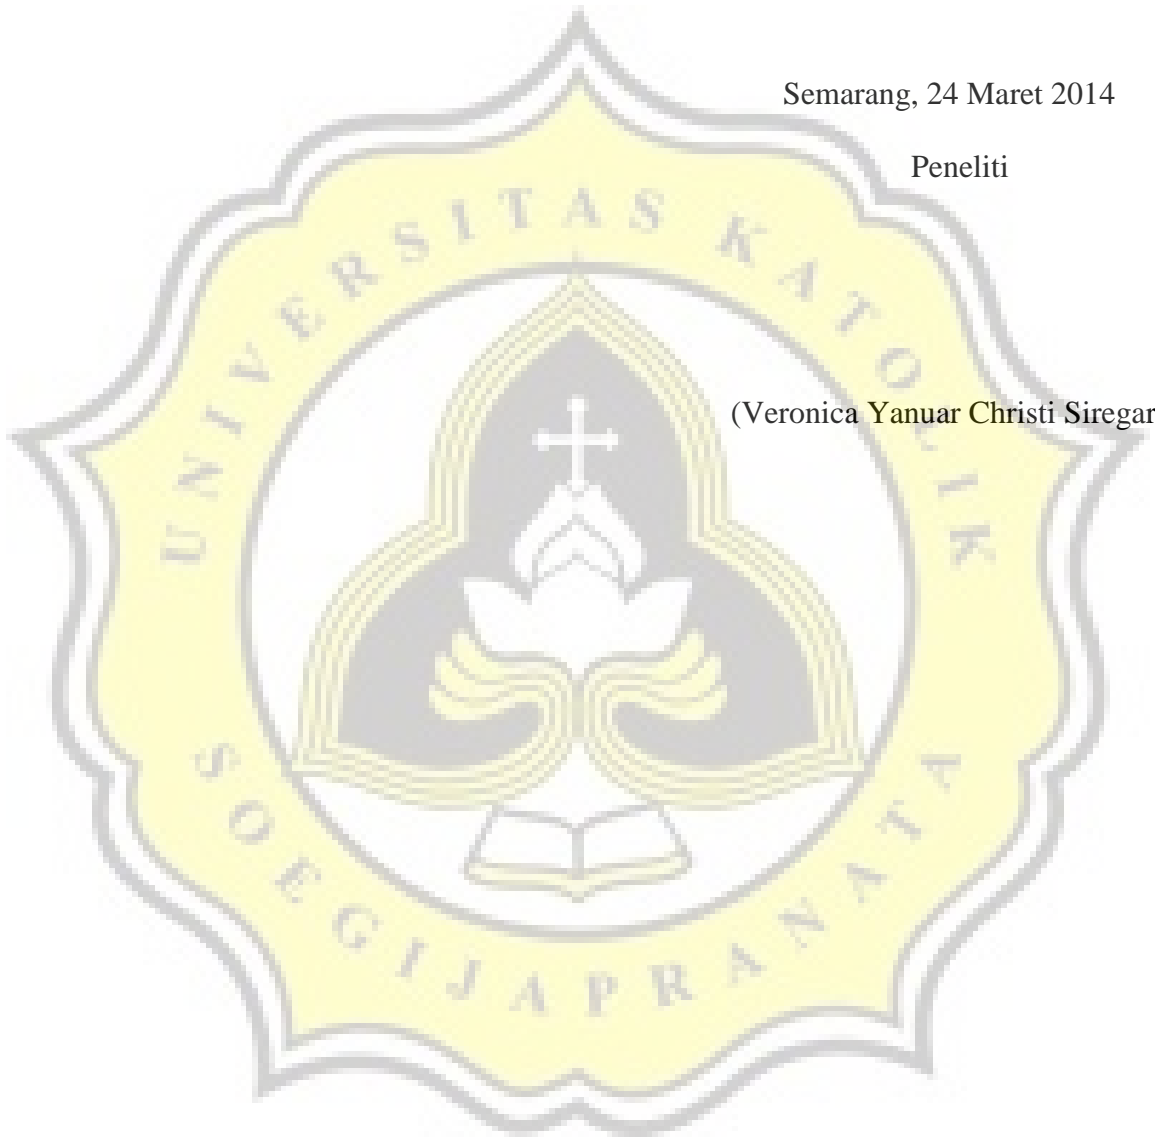 Semarang, 24 Maret 2014
Peneliti
(Veronica Yanuar Christi Siregar
UNIVERSITAS KATOLIK
SOEGIJAPRANATA